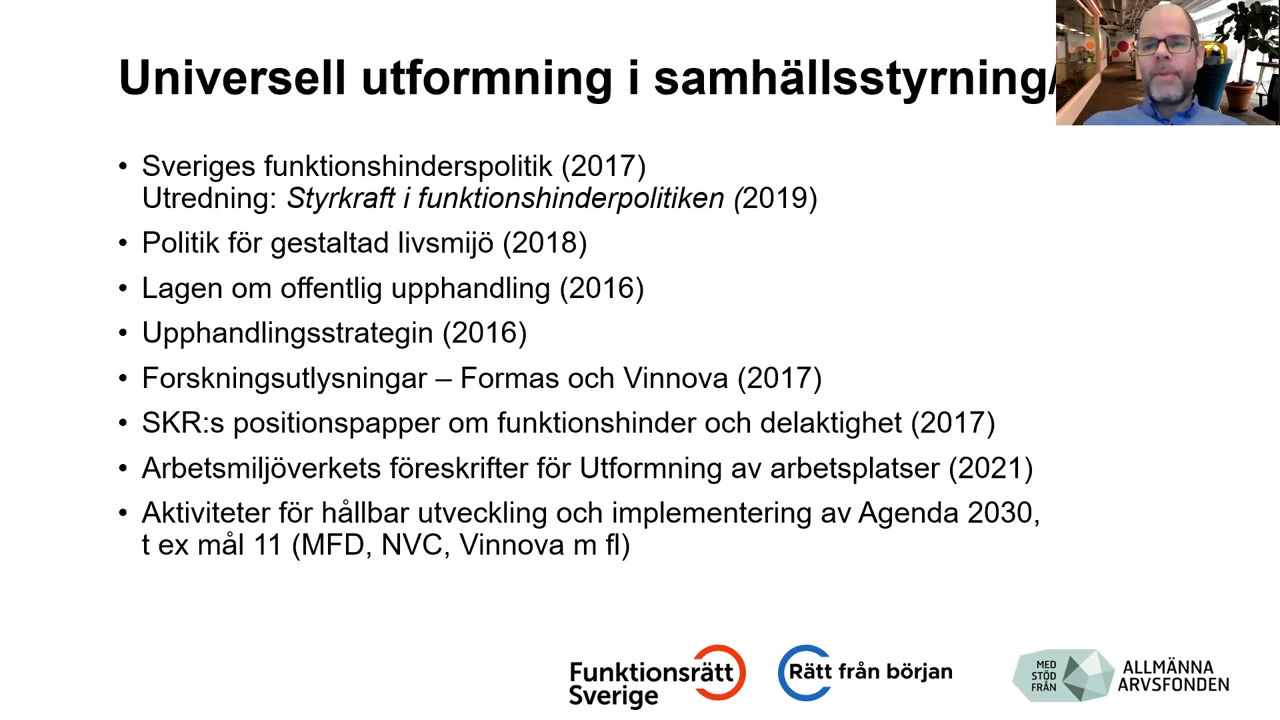 Universell utformning i samhällsstyrning/
• Sveriges funktionshinderspolitik (2017)
Utredning: Styrkraft i funktionshinderpolitiken (2019)
• Politik för gestaltad livsmijö (2018)
• Lagen om offentlig upphandling (2016)
• Upphandlingsstrategin (2016)
• Forskningsutlysningar – Formas och Vinnova (2017)
• SKR:s positionspapper om funktionshinder och delaktighet (2017)
• Arbetsmiljöverkets föreskrifter för Utformning av arbetsplatser (2021)
• Aktiviteter för hållbar utveckling och implementering av Agenda 2030,
t ex mål 11 (MFD, NVC, Vinnova m fl)
Funktionsrätt
Sverige
Rätt från början
MED
STÖD
FRÅN
ALLMÄNNA
ARVSFONDEN